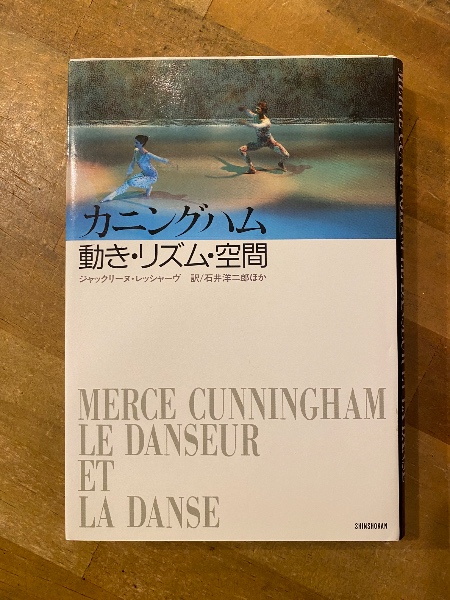 カニングハム
動き・リズム・空間
ジャックリーヌ・レッシャーヴ 訳/石井洋二郎ほか
MERCE CUNNINGHAM
LE DANSEUR
ET
LA DANSE
SHINSHOKAN